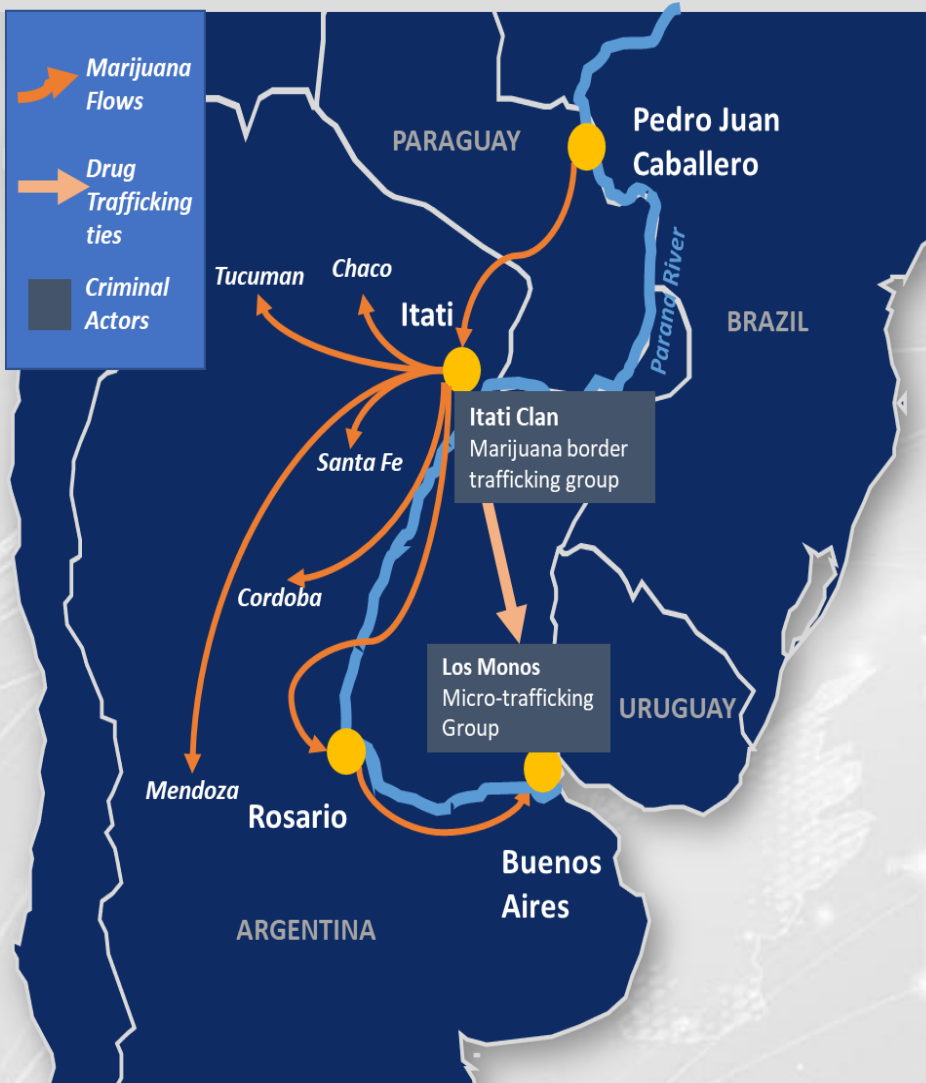 Marijuana
Flows
Drug
Trafficking
ties
Criminal
Actors
PARAGUAY
Pedro Juan
Caballero
Parana River
BRAZIL
Tucuman
Chaco
Itati
Itati Clan
Marijuana border
trafficking group
Santa Fe
Cordoba
Los Monos
Micro-trafficking
Group
URUGUAY
Mendoza
Rosario
Buenos
Aires
ARGENTINA